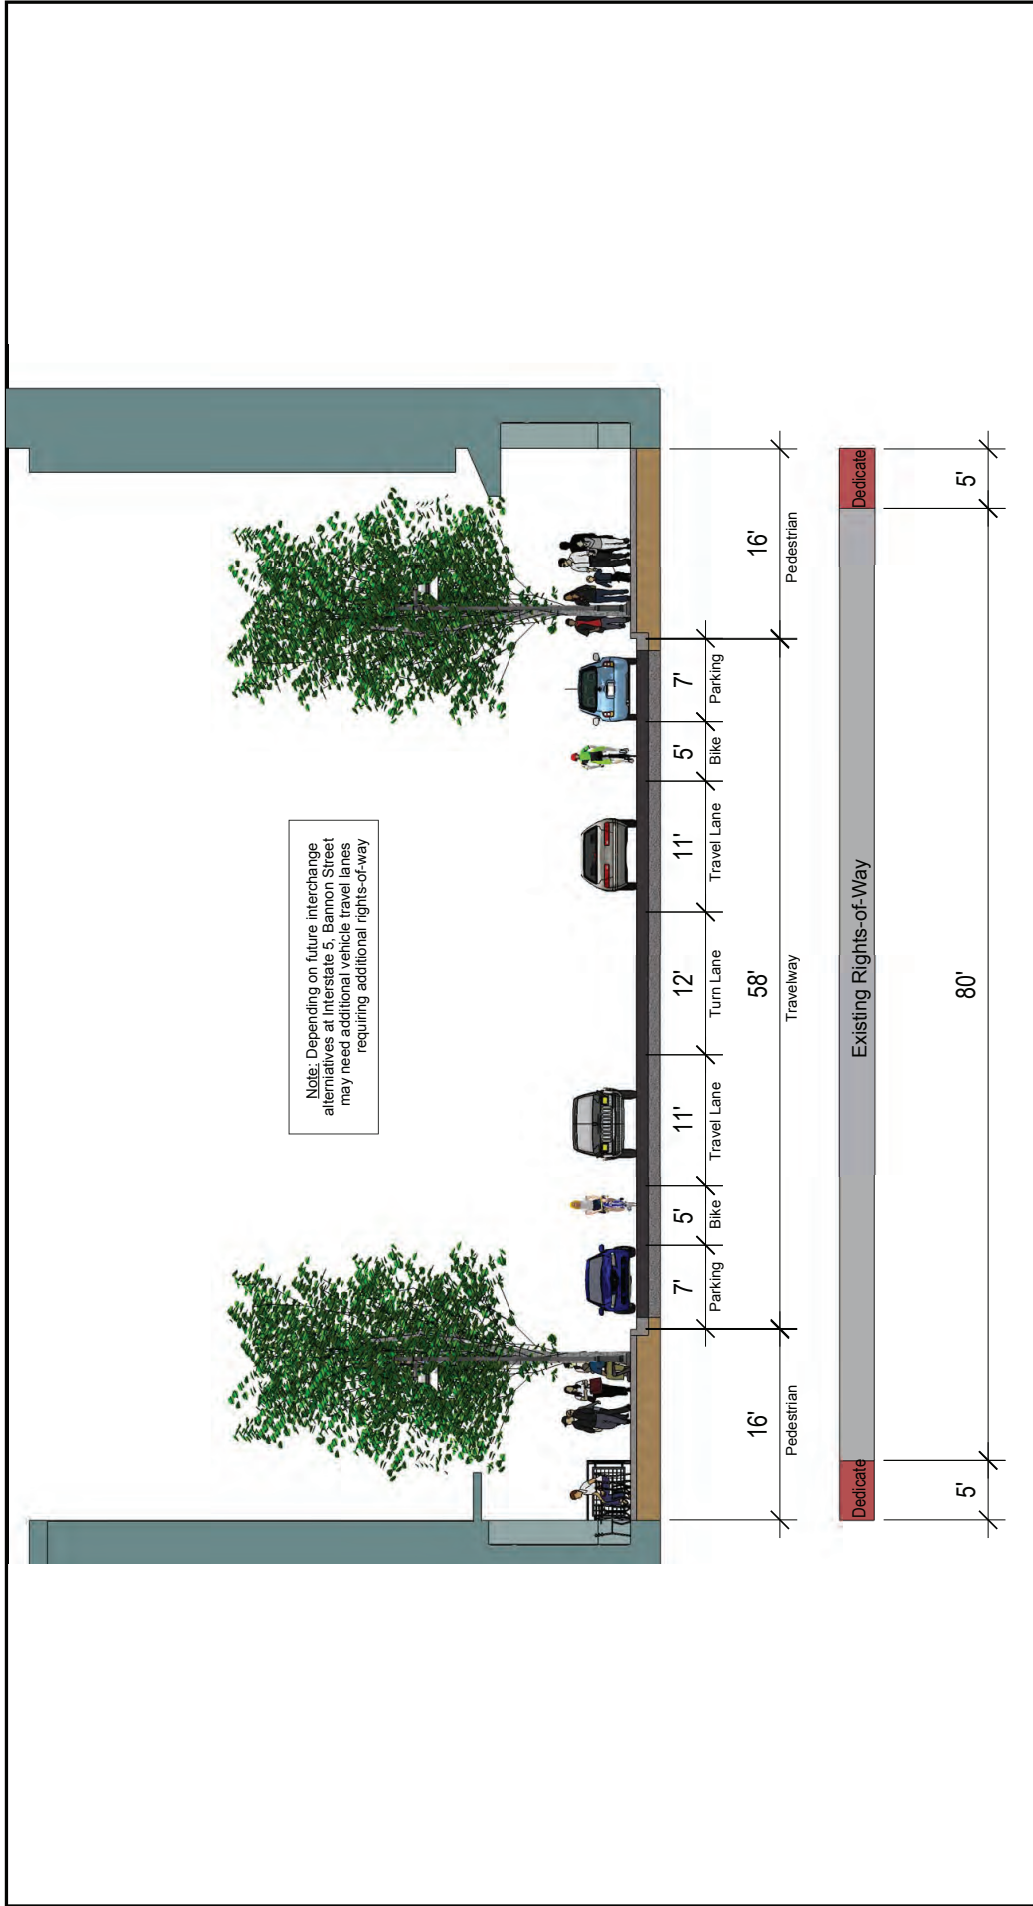 Note: Depending on future interchange
alterniatives at Interstate 5, Bannon Street
may need additional vehicle travel lanes
requiring additional rights-of-way
7' 5' 11' 12' 11' 5' 7'
Parking Bike Travel Lane Turn Lane Travel Lane Bike Parking
16' 58' 16'
Pedestrian Travelway Pedestrian
Dedicate Existing Rights-of-Way Dedicate
5' 80' 5'